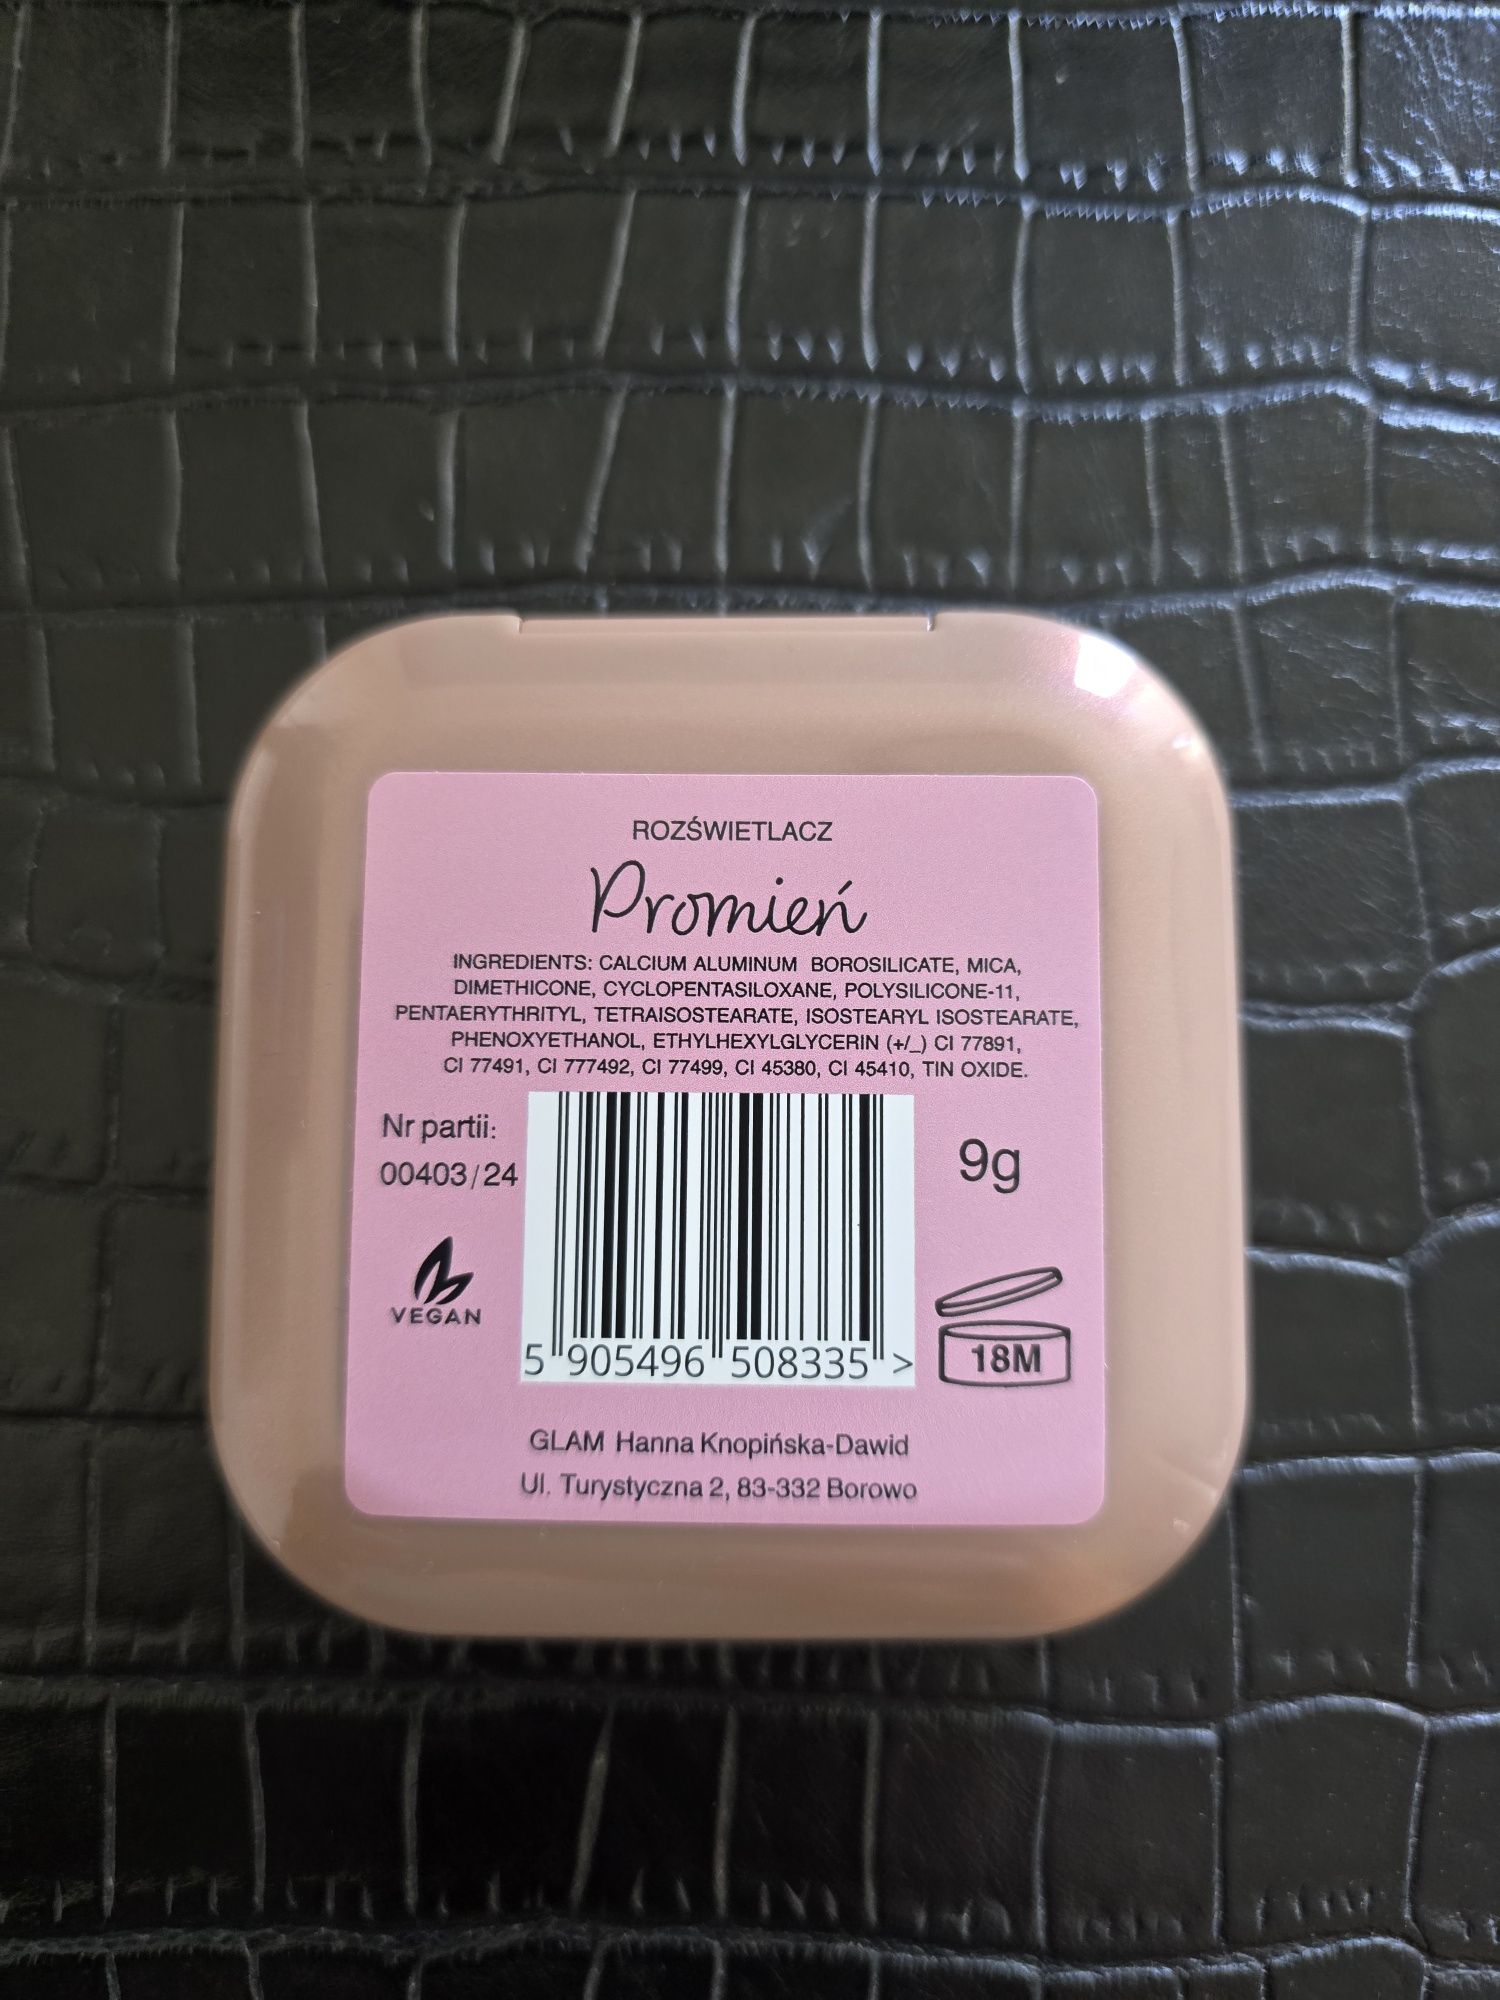 ROZŚWIETLACZ
Promień
INGREDIENTS: CALCIUM ALUMINUM BOROSILICATE, MICA,
DIMETHICONE, CYCLOPENTASILOXANE, POLYSILICONE-11,
PENTAERYTHRITYL, TETRAISOSTEARATE, ISOSTEARYL ISOSTEARATE,
PHENOXYETHANOL, ETHYLHEXYLGLYCERIN (+/_) CI 77891,
CI 77491, CI 777492, CI 77499, CI 45380, CI 45410, TIN OXIDE.
Nr partii:
00403/24
9g
VEGAN
5 905496 508335 >
18M
GLAM Hanna Knopińska-Dawid
Ul. Turystyczna 2, 83-332 Borowo